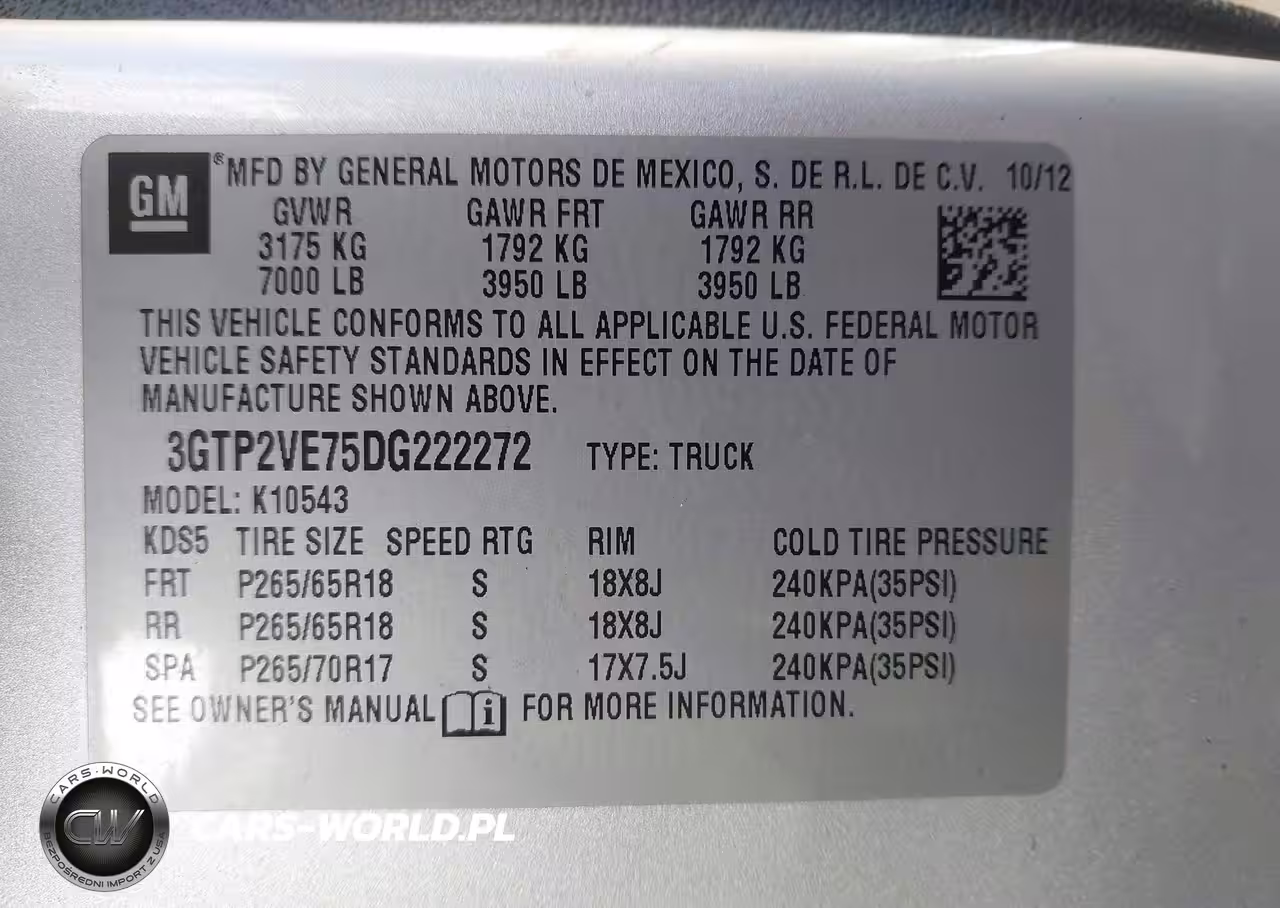 GM
®MFD BY GENERAL MOTORS DE MEXICO, S. DE R.L. DE C.V. 10/12
GVWR GAWR FRT GAWR RR
3175 KG 1792 KG 1792 KG
7000 LB 3950 LB 3950 LB
THIS VEHICLE CONFORMS TO ALL APPLICABLE U.S. FEDERAL MOTOR
VEHICLE SAFETY STANDARDS IN EFFECT ON THE DATE OF
MANUFACTURE SHOWN ABOVE.
3GTP2VE75DG222272 TYPE: TRUCK
MODEL: K10543
KDS5 TIRE SIZE SPEED RTG RIM COLD TIRE PRESSURE
FRT P265/65R18 S 18X8J 240KPA(35PSI)
RR P265/65R18 S 18X8J 240KPA(35PSI)
SPA P265/70R17 S 17X7.5J 240KPA(35PSI)
SEE OWNER'S MANUAL i FOR MORE INFORMATION.
CARS-WORLD
CW
BEZPOŚREDNI IMPORT Z USA
CARS-WORLD.PL